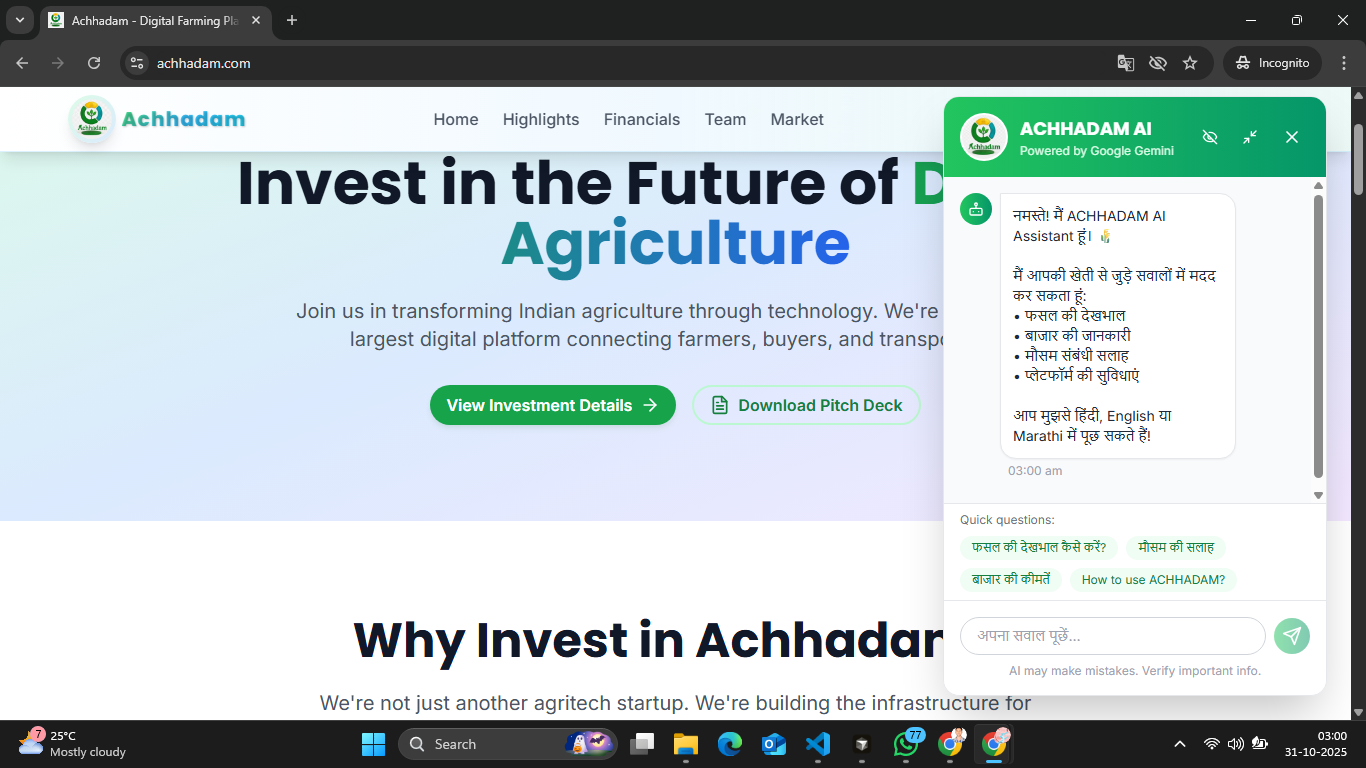 Achhadam - Digital Farming Pla
achhadam.com
Incognito
Achhadam
Achhadam
Home
Highlights
Financials
Team
Market
Invest in the Future of D
Agriculture
Join us in transforming Indian agriculture through technology. We're
largest digital platform connecting farmers, buyers, and transpo
View Investment Details
Download Pitch Deck
Why Invest in Achhadam
We're not just another agritech startup. We're building the infrastructure for
Achhadam
ACHHADAM AI
Powered by Google Gemini
नमस्ते! मैं ACHHADAM AI
Assistant हूं।
मैं आपकी खेती से जुड़े सवालों में मदद
कर सकता हूं:
• फसल की देखभाल
• बाजार की जानकारी
• मौसम संबंधी सलाह
• प्लेटफॉर्म की सुविधाएं
आप मुझसे हिंदी, English या
Marathi में पूछ सकते हैं!
03:00 am
Quick questions:
फसल की देखभाल कैसे करें?
मौसम की सलाह
बाजार की कीमतें
How to use ACHHADAM?
अपना सवाल पूछें...
AI may make mistakes. Verify important info.
7
25°C
Mostly cloudy
Search
77
03:00
31-10-2025